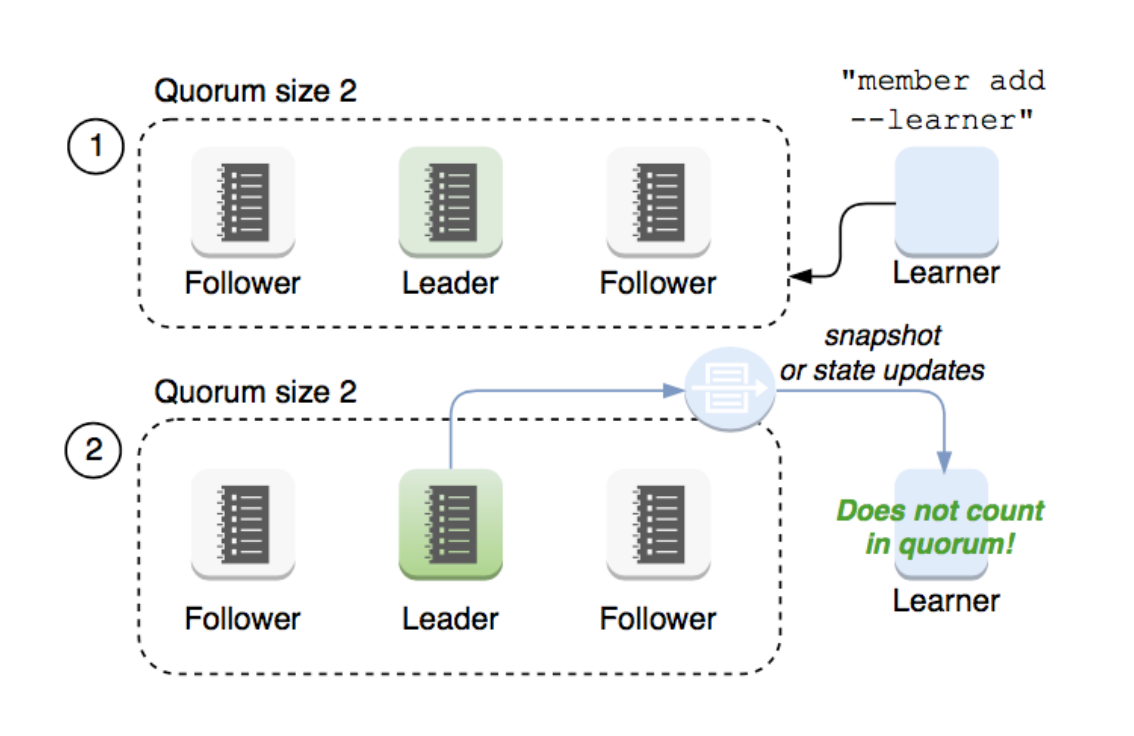 Quorum size 2
"member add
--learner"
1
Follower
Leader
Follower
Learner
snapshot
or state updates
Quorum size 2
2
Does not count
in quorum!
Follower
Leader
Follower
Learner